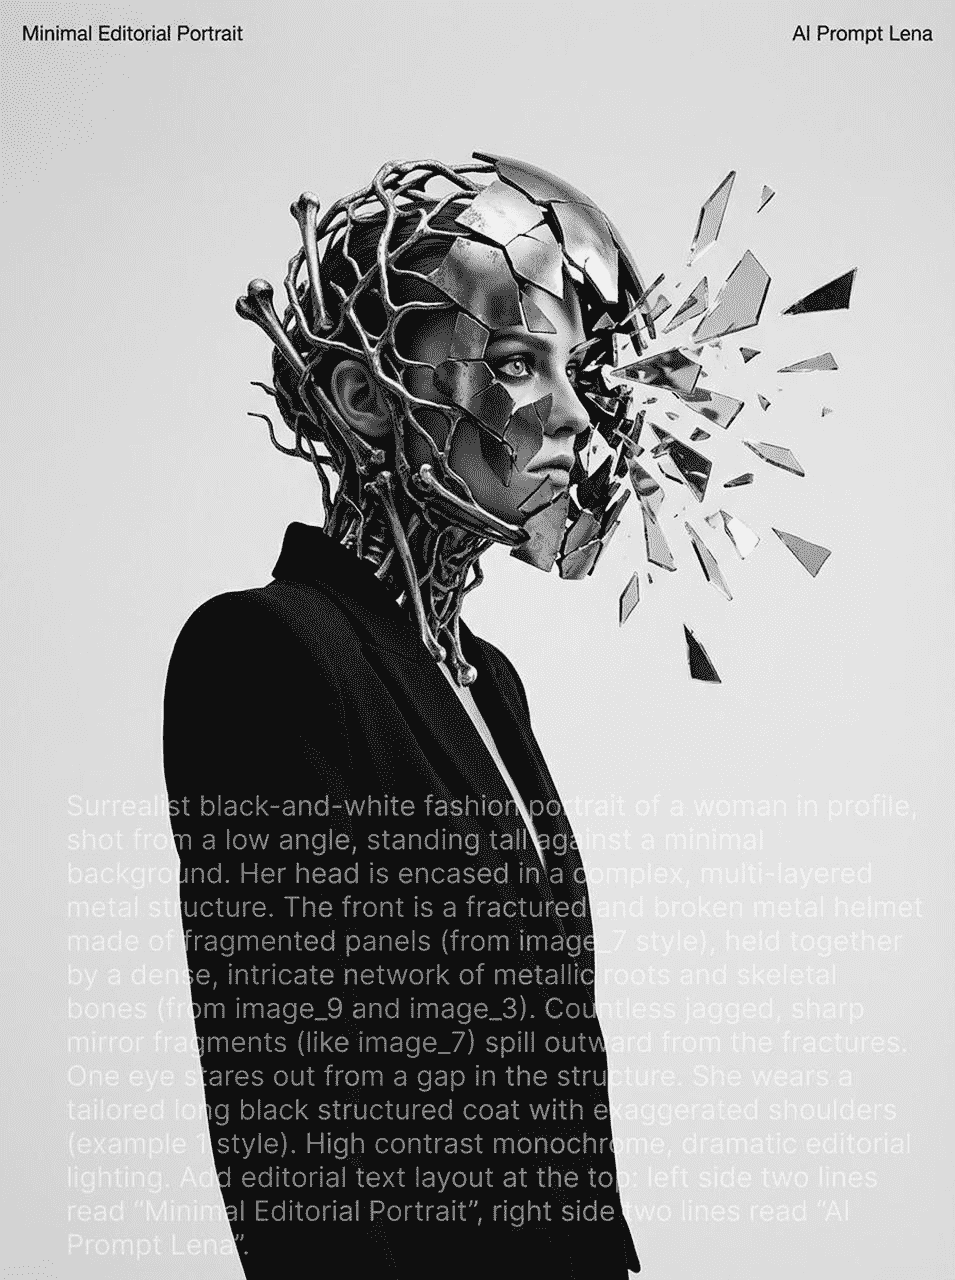 Minimal Editorial Portrait
AI Prompt Lena
Surrealist black-and-white fashion portrait of a woman in profile,
shot from a low angle, standing tall against a minimal
background. Her head is encased in a complex, multi-layered
metal structure. The front is a fractured and broken metal helmet
made of fragmented panels (from image_7 style), held together
by a dense, intricate network of metallic roots and skeletal
bones (from image_9 and image_3). Countless jagged, sharp
mirror fragments (like image_7) spill outward from the fractures.
One eye stares out from a gap in the structure. She wears a
tailored long black structured coat with exaggerated shoulders
(example 1 style). High contrast monochrome, dramatic editorial
lighting. Add editorial text layout at the top: left side two lines
read “Minimal Editorial Portrait”, right side two lines read “AI
Prompt Lena”.